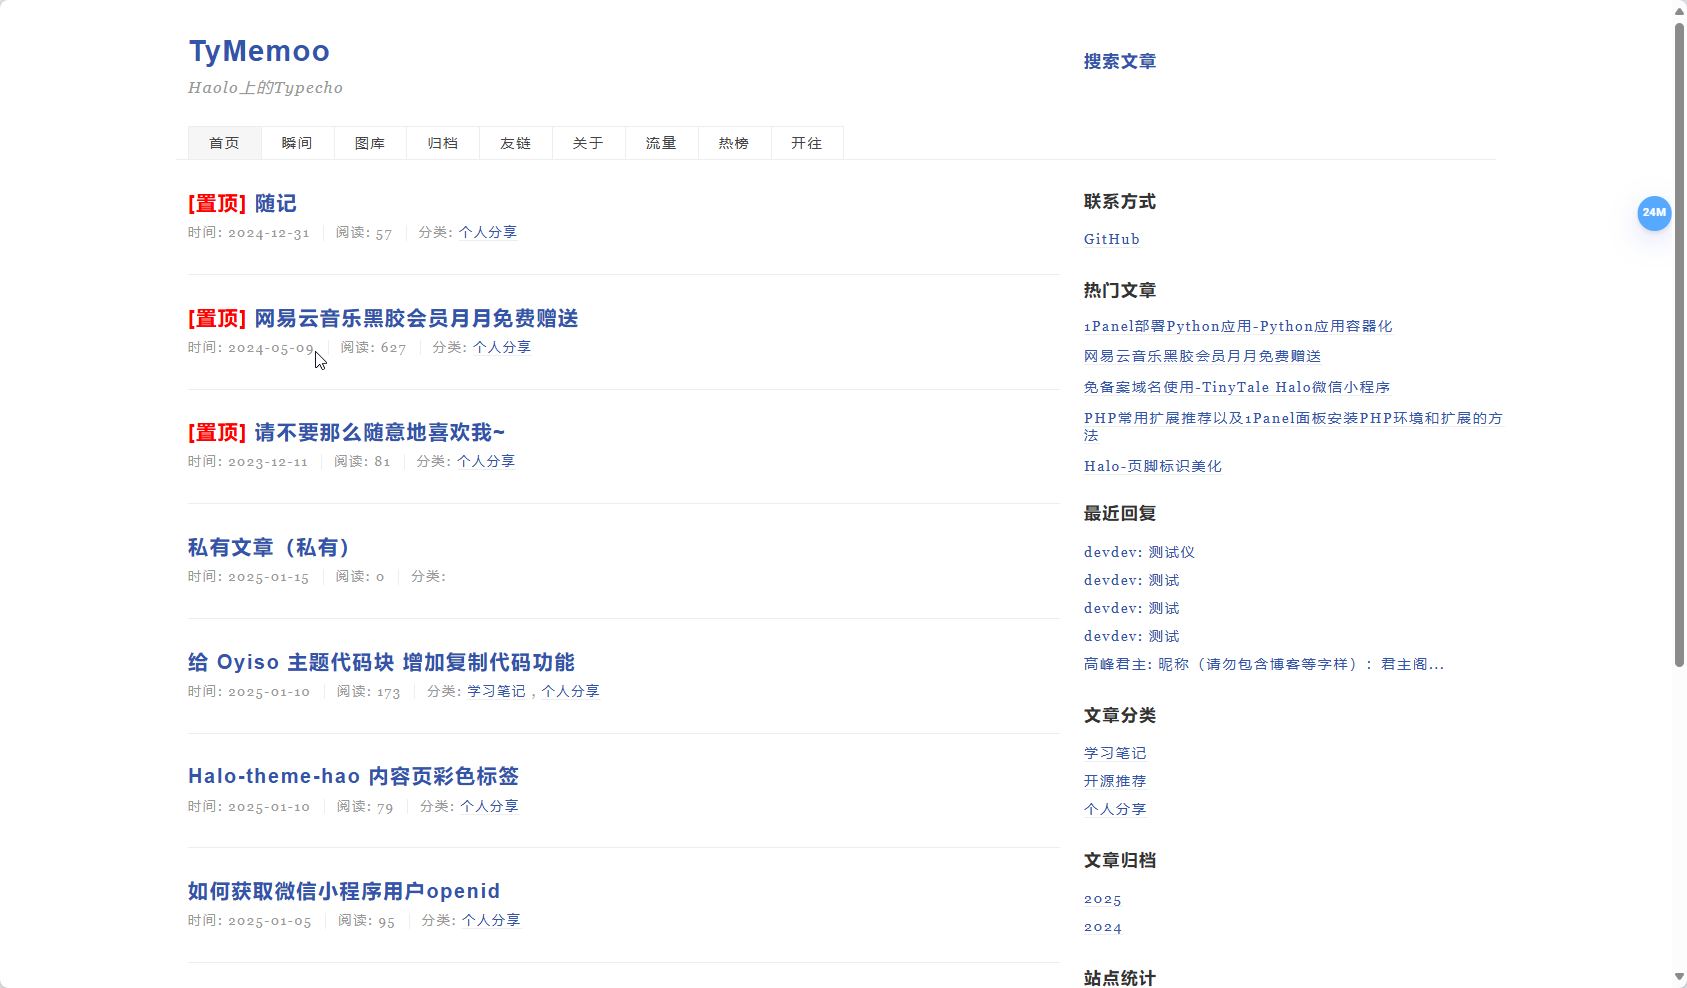 TyMemoo
Haolo上的Typecho
搜索文章
首页 瞬间 图库 归档 友链 关于 流量 热榜 开往
[置顶] 随记
时间: 2024-12-31 阅读: 57 分类: 个人分享
[置顶] 网易云音乐黑胶会员月月免费赠送
时间: 2024-05-09 阅读: 627 分类: 个人分享
[置顶] 请不要那么随意地喜欢我~
时间: 2023-12-11 阅读: 81 分类: 个人分享
私有文章（私有）
时间: 2025-01-15 阅读: 0 分类:
给 Oyiso 主题代码块 增加复制代码功能
时间: 2025-01-10 阅读: 173 分类: 学习笔记 , 个人分享
Halo-theme-hao 内容页彩色标签
时间: 2025-01-10 阅读: 79 分类: 个人分享
如何获取微信小程序用户openid
时间: 2025-01-05 阅读: 95 分类: 个人分享
联系方式
GitHub
热门文章
1Panel部署Python应用-Python应用容器化
网易云音乐黑胶会员月月免费赠送
免备案域名使用-TinyTale Halo微信小程序
PHP常用扩展推荐以及1Panel面板安装PHP环境和扩展的方
法
Halo-页脚标识美化
最近回复
devdev: 测试仪
devdev: 测试
devdev: 测试
devdev: 测试
高峰君主: 昵称（请勿包含博客等字样）：君主阁...
文章分类
学习笔记
开源推荐
个人分享
文章归档
2025
2024
站点统计
24M